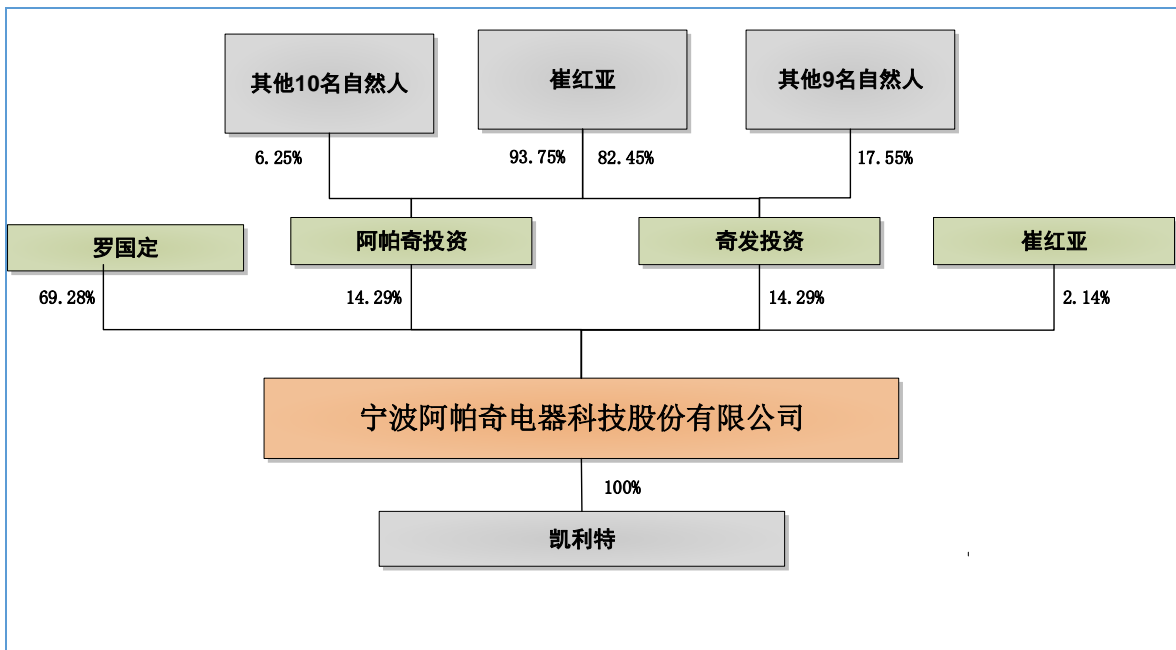 其他10名自然人
崔红亚
其他9名自然人
6.25%
93.75%
82.45%
17.55%
罗国定
阿帕奇投资
奇发投资
崔红亚
69.28%
14.29%
14.29%
2.14%
宁波阿帕奇电器科技股份有限公司
100%
凯利特